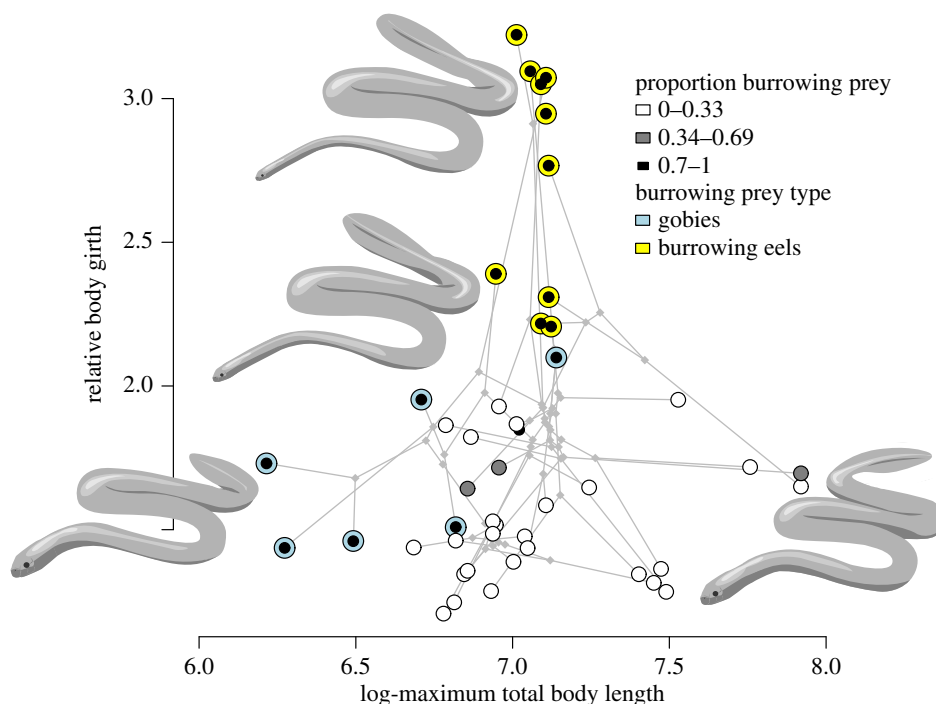 proportion burrowing prey
0–0.33
0.34–0.69
0.7–1
burrowing prey type
gobies
burrowing eels
3.0
2.5
2.0
relative body girth
6.0 6.5 7.0 7.5 8.0
log-maximum total body length